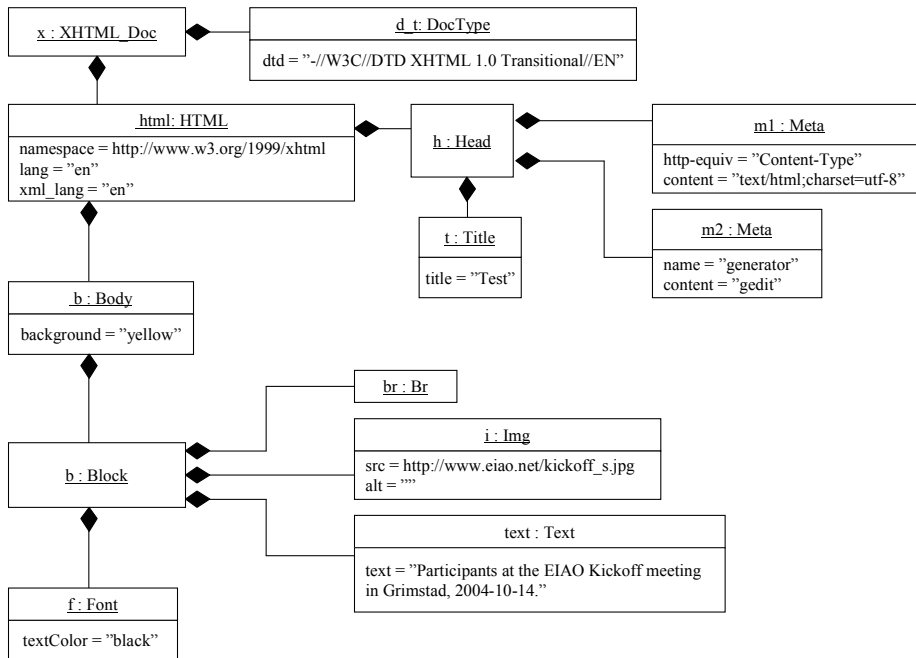 x : XHTML_Doc
d_t: DocType
dtd = ”-//W3C//DTD XHTML 1.0 Transitional//EN”
html: HTML
namespace = http://www.w3.org/1999/xhtml
lang = ”en”
xml_lang = ”en”
h : Head
m1 : Meta
http-equiv = ”Content-Type”
content = ”text/html;charset=utf-8”
t : Title
title = ”Test”
m2 : Meta
name = ”generator”
content = ”gedit”
b : Body
background = ”yellow”
br : Br
i : Img
src = http://www.eiao.net/kickoff_s.jpg
alt = ””
b : Block
text : Text
text = ”Participants at the EIAO Kickoff meeting
in Grimstad, 2004-10-14.”
f : Font
textColor = ”black”